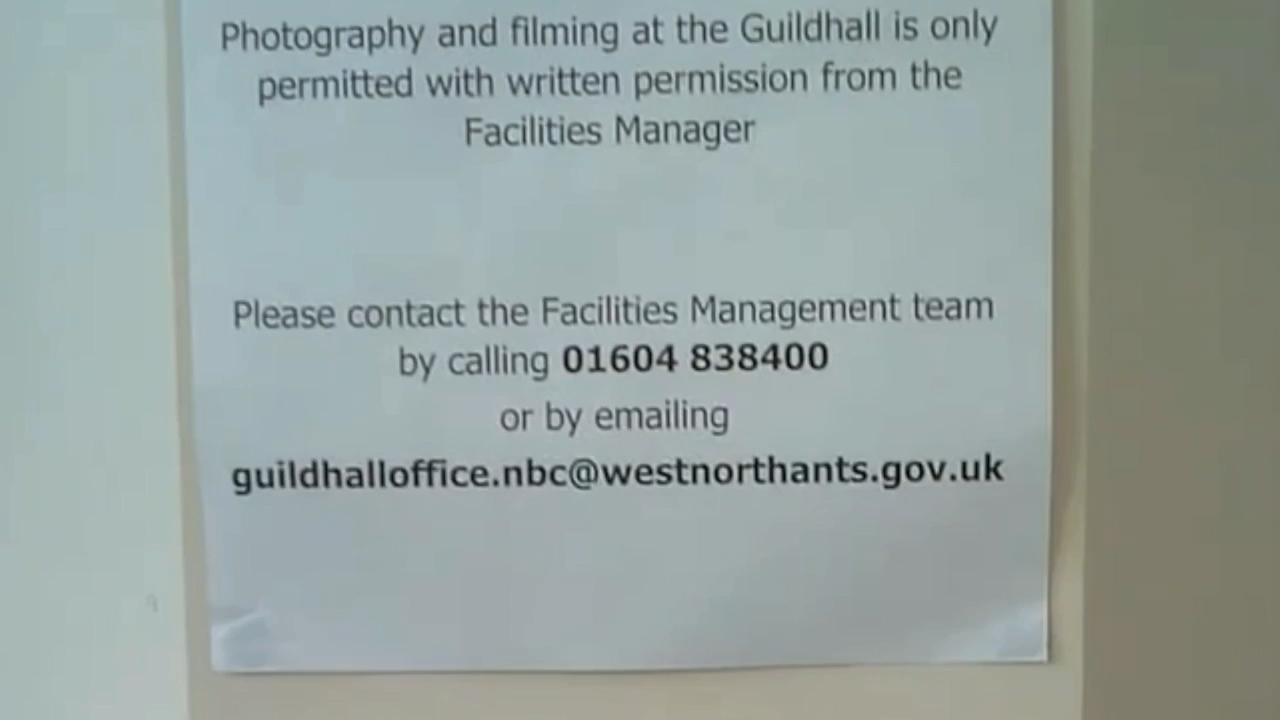 Photography and filming at the Guildhall is only
permitted with written permission from the
Facilities Manager
Please contact the Facilities Management team
by calling 01604 838400
or by emailing
guildhalloffice.nbc@westnorthants.gov.uk